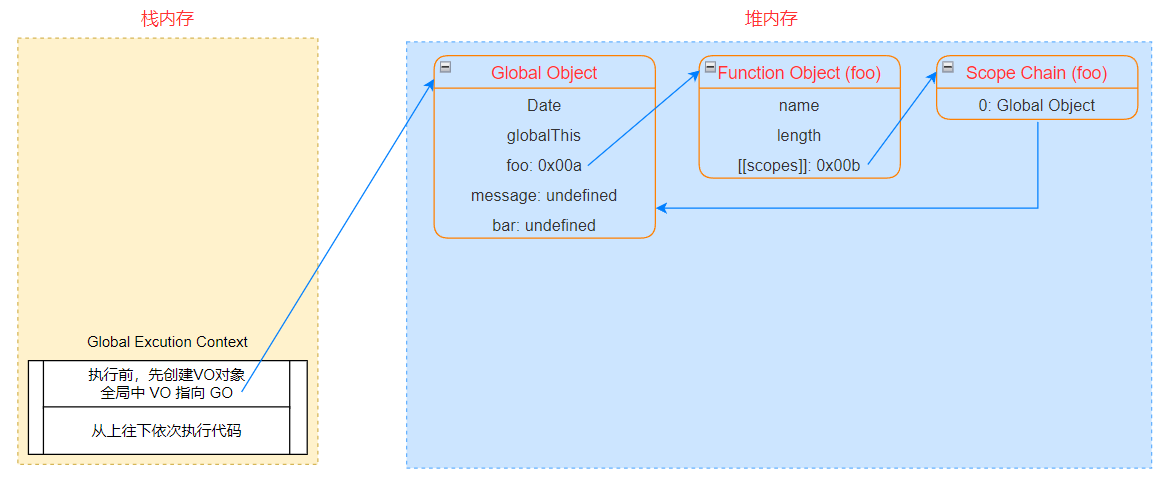 栈内存
Global Excution Context
执行前，先创建VO对象
全局中 VO 指向 GO
从上往下依次执行代码
堆内存
Global Object
Date
globalThis
foo: 0x00a
message: undefined
bar: undefined
Function Object (foo)
name
length
[[scopes]]: 0x00b
Scope Chain (foo)
0: Global Object